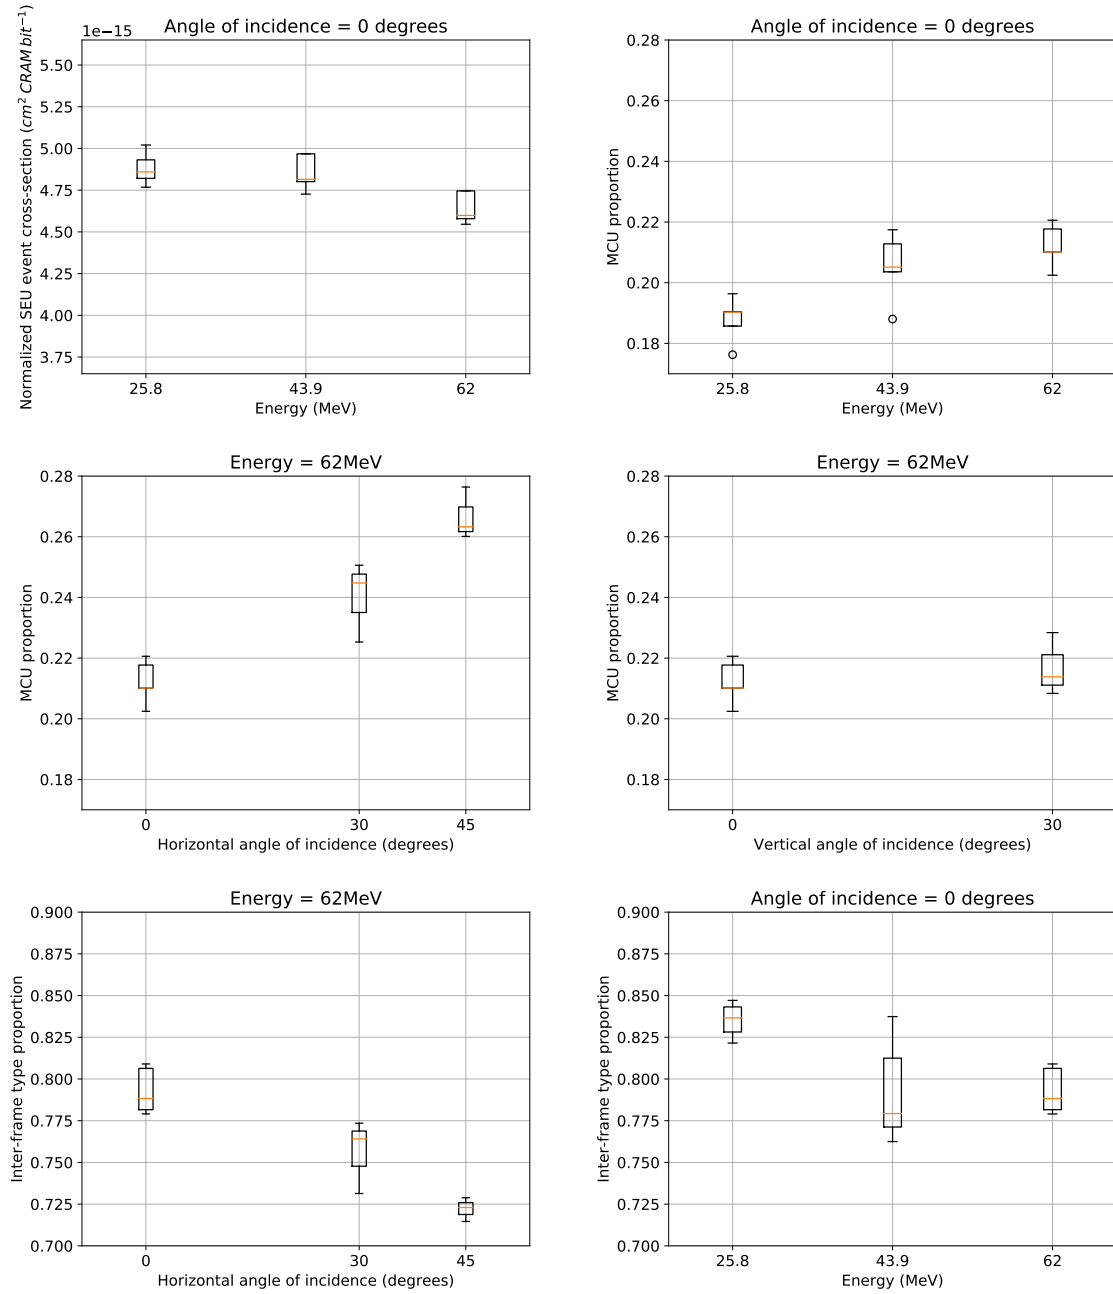 Angle of incidence = 0 degrees
1e−15
Normalized SEU event cross-section (cm² CRAM bit⁻¹)
5.50
5.25
5.00
4.75
4.50
4.25
4.00
3.75
25.8 43.9 62
Energy (MeV)
Angle of incidence = 0 degrees
MCU proportion
0.28
0.26
0.24
0.22
0.20
0.18
25.8 43.9 62
Energy (MeV)
Energy = 62MeV
MCU proportion
0.28
0.26
0.24
0.22
0.20
0.18
0 30 45
Horizontal angle of incidence (degrees)
Energy = 62MeV
MCU proportion
0.28
0.26
0.24
0.22
0.20
0.18
0 30
Vertical angle of incidence (degrees)
Energy = 62MeV
Inter-frame type proportion
0.900
0.875
0.850
0.825
0.800
0.775
0.750
0.725
0.700
0 30 45
Horizontal angle of incidence (degrees)
Angle of incidence = 0 degrees
Inter-frame type proportion
0.900
0.875
0.850
0.825
0.800
0.775
0.750
0.725
0.700
25.8 43.9 62
Energy (MeV)